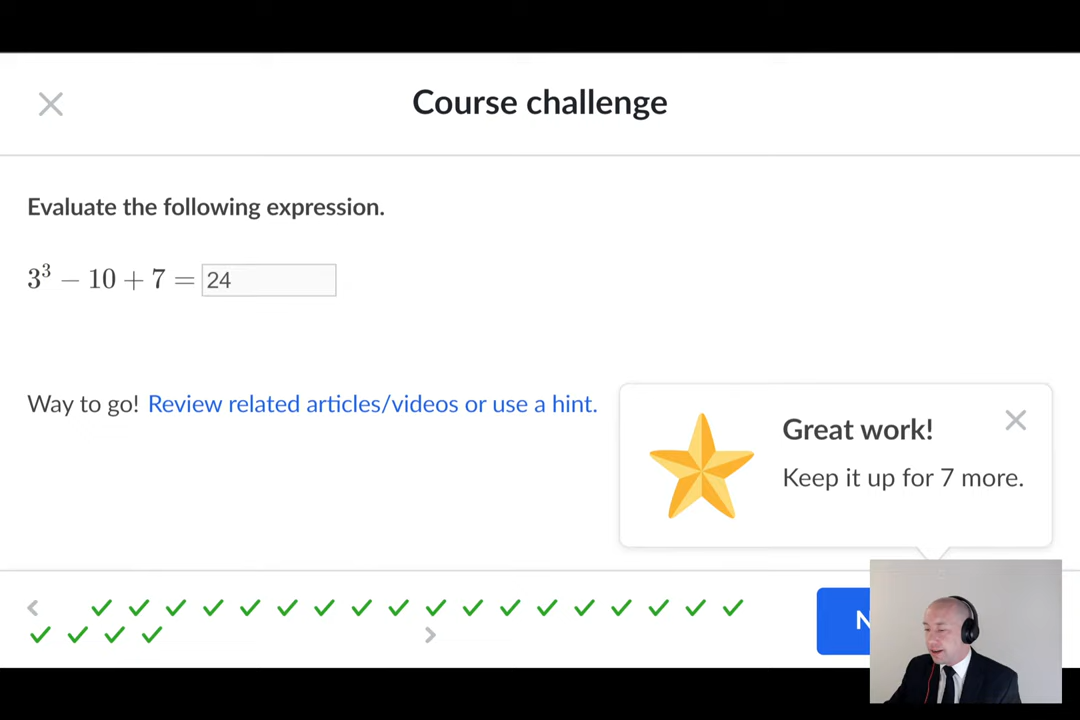 Course challenge
Evaluate the following expression.
3³ − 10 + 7 = 24
Way to go! Review related articles/videos or use a hint.
Great work!
Keep it up for 7 more.